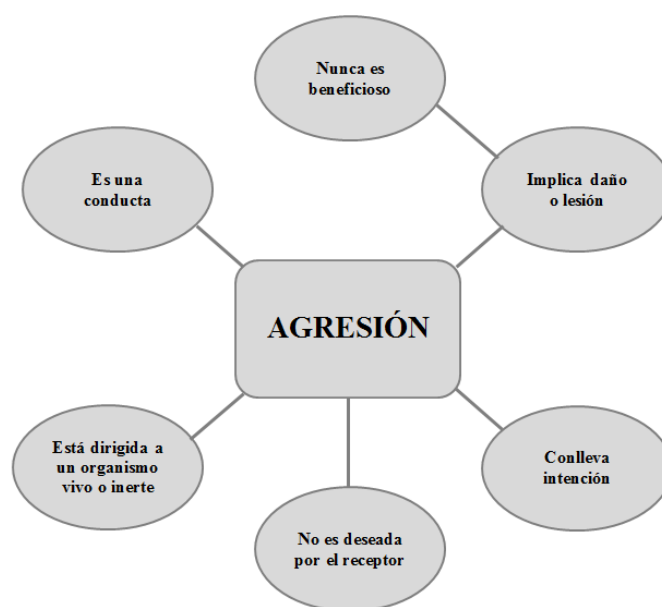 Nunca es
beneficioso
Es una
conducta
Implica daño
o lesión
AGRESIÓN
Está dirigida a
un organismo
vivo o inerte
Conlleva
intención
No es deseada
por el receptor